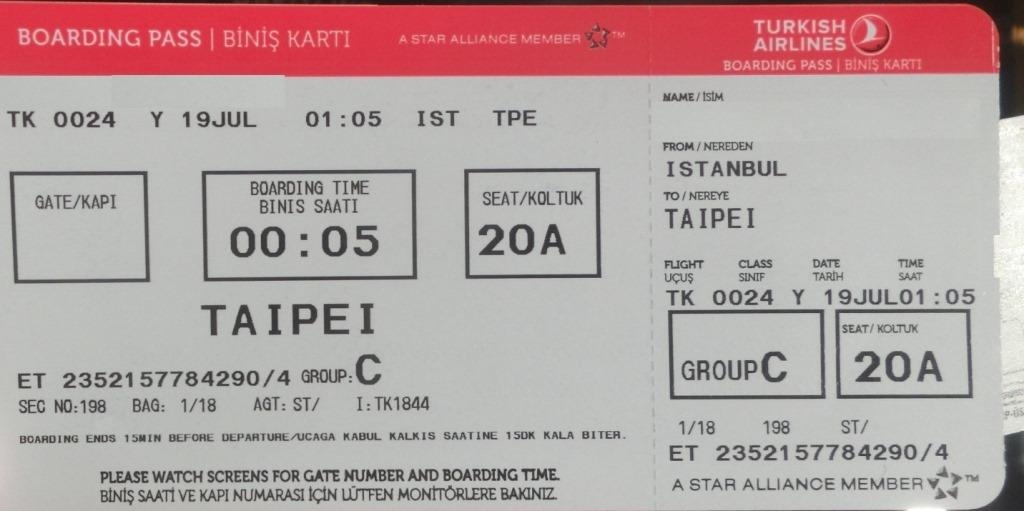 BOARDING PASS | BİNİŞ KARTI
A STAR ALLIANCE MEMBER ™
TK 0024 Y 19JUL 01:05 IST TPE
GATE/KAPI
BOARDING TIME
BINIS SAATI
00:05
SEAT/KOLTUK
20A
TAIPEI
ET 2352157784290/4 GROUP: C
SEC NO:198 BAG: 1/18 AGT: ST/ I: TK1844
BOARDING ENDS 15MIN BEFORE DEPARTURE/UCAGA KABUL KALKIS SAATINE 15DK KALA BITER.
PLEASE WATCH SCREENS FOR GATE NUMBER AND BOARDING TIME.
BİNİŞ SAATİ VE KAPI NUMARASI İÇİN LÜTFEN MONİTÖRLERE BAKINIZ.
TURKISH
AIRLINES
BOARDING PASS | BİNİŞ KARTI
NAME / İSİM
FROM / NEREDEN
ISTANBUL
TO / NEREYE
TAIPEI
FLIGHT CLASS DATE TIME
UÇUŞ SINIF TARİH SAAT
TK 0024 Y 19JUL01:05
GROUP C
SEAT/ KOLTUK
20A
1/18 198 ST/
ET 2352157784290/4
A STAR ALLIANCE MEMBER ™